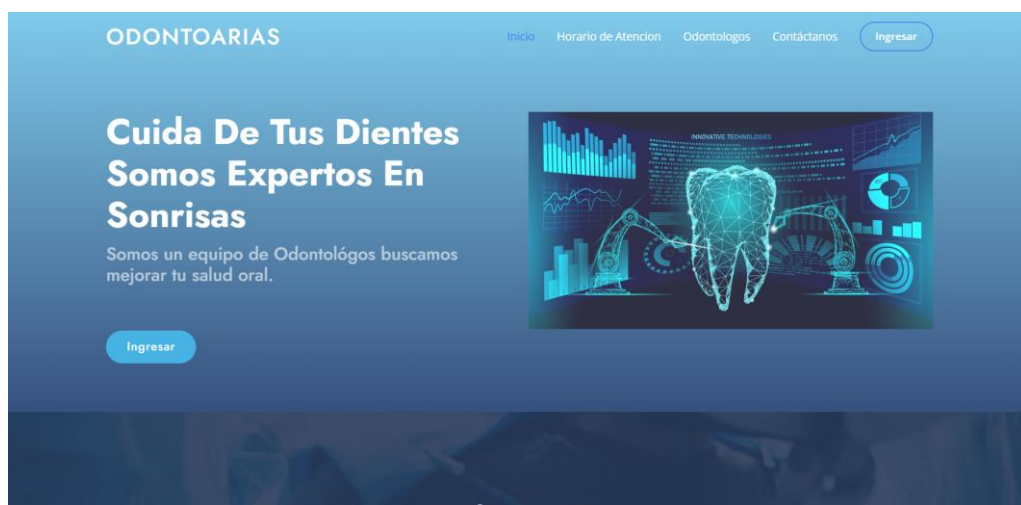 ODONTOARIAS
Inicio Horario de Atencion Odontologos Contáctanos Ingresar
Cuida De Tus Dientes
Somos Expertos En
Sonrisas
Somos un equipo de Odontológos buscamos
mejorar tu salud oral.
Ingresar
INNOVATIVE TECHNOLOGIES